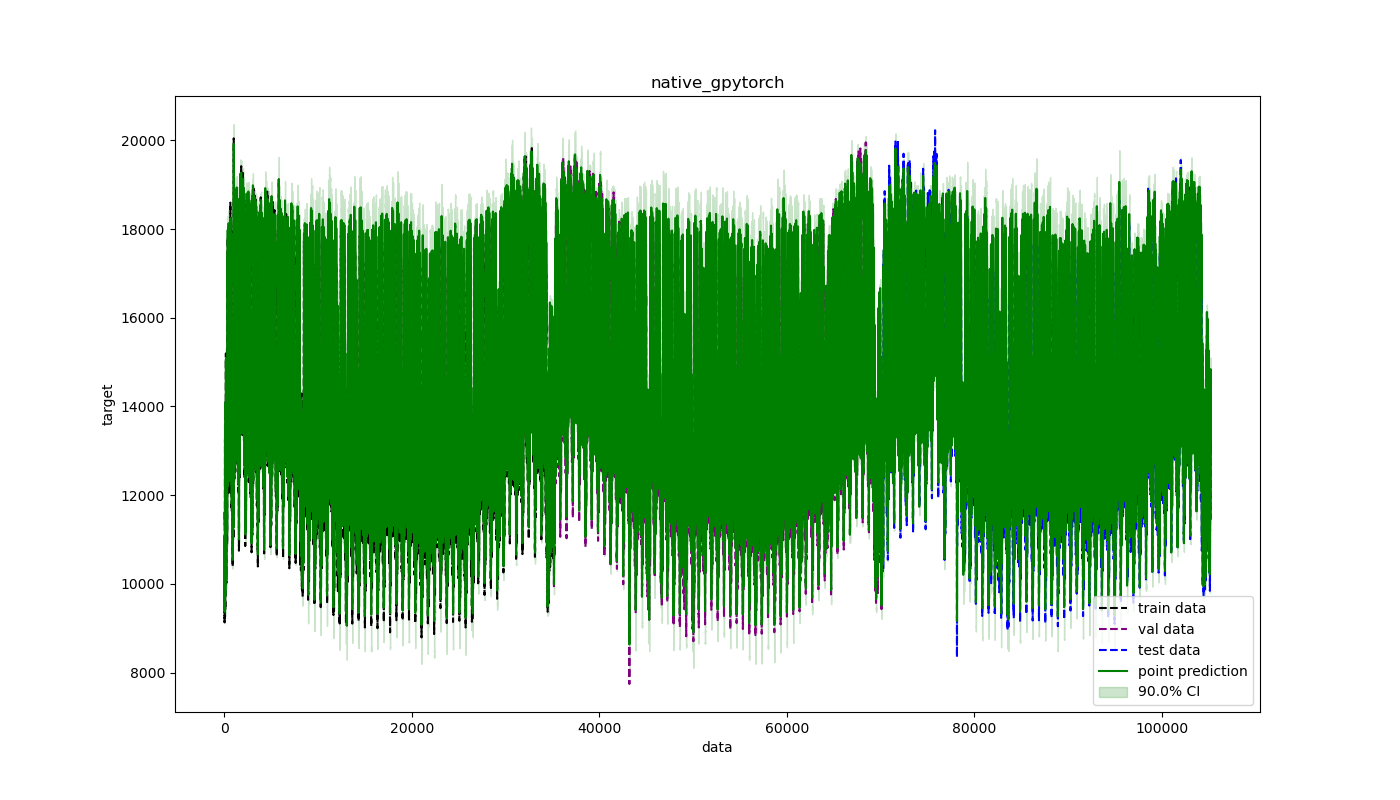 native_gpytorch
20000
18000
16000
14000
12000
10000
8000
target
0
20000
40000
60000
80000
100000
data
train data
val data
test data
point prediction
90.0% CI